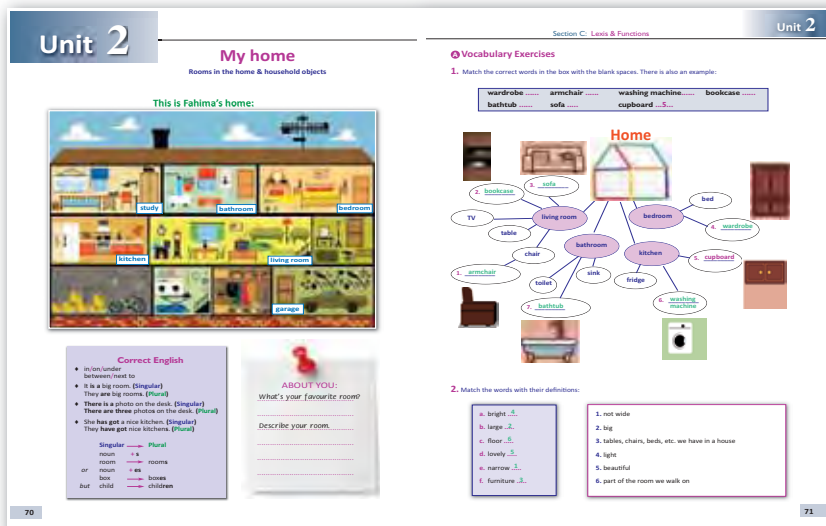 Unit 2
My home
Rooms in the home & household objects
This is Fahima's home:
study
bathroom
bedroom
kitchen
living room
garage
Correct English
♦ in/on/under
between/next to
♦ It is a big room. (Singular)
They are big rooms. (Plural)
♦ There is a photo on the desk. (Singular)
There are three photos on the desk. (Plural)
♦ She has got a nice kitchen. (Singular)
They have got nice kitchens. (Plural)
Singular → Plural
noun + s
room → rooms
or noun + es
box → boxes
but child → children
ABOUT YOU:
What's your favourite room?
Describe your room.
70
Unit 2
Section C: Lexis & Functions
A Vocabulary Exercises
1. Match the correct words in the box with the blank spaces. There is also an example:
wardrobe ...... armchair ...... washing machine...... bookcase ......
bathtub ...... sofa ..... cupboard ...5...
Home
2. bookcase
3. sofa
TV
living room
table
chair
1. armchair
bathroom
toilet
sink
7. bathtub
bedroom
bed
4. wardrobe
kitchen
5. cupboard
fridge
6. washing
machine
2. Match the words with their definitions:
a. bright ..4..
b. large ..2..
c. floor ..6..
d. lovely ..5..
e. narrow ..1..
f. furniture ..3..
1. not wide
2. big
3. tables, chairs, beds, etc. we have in a house
4. light
5. beautiful
6. part of the room we walk on
71